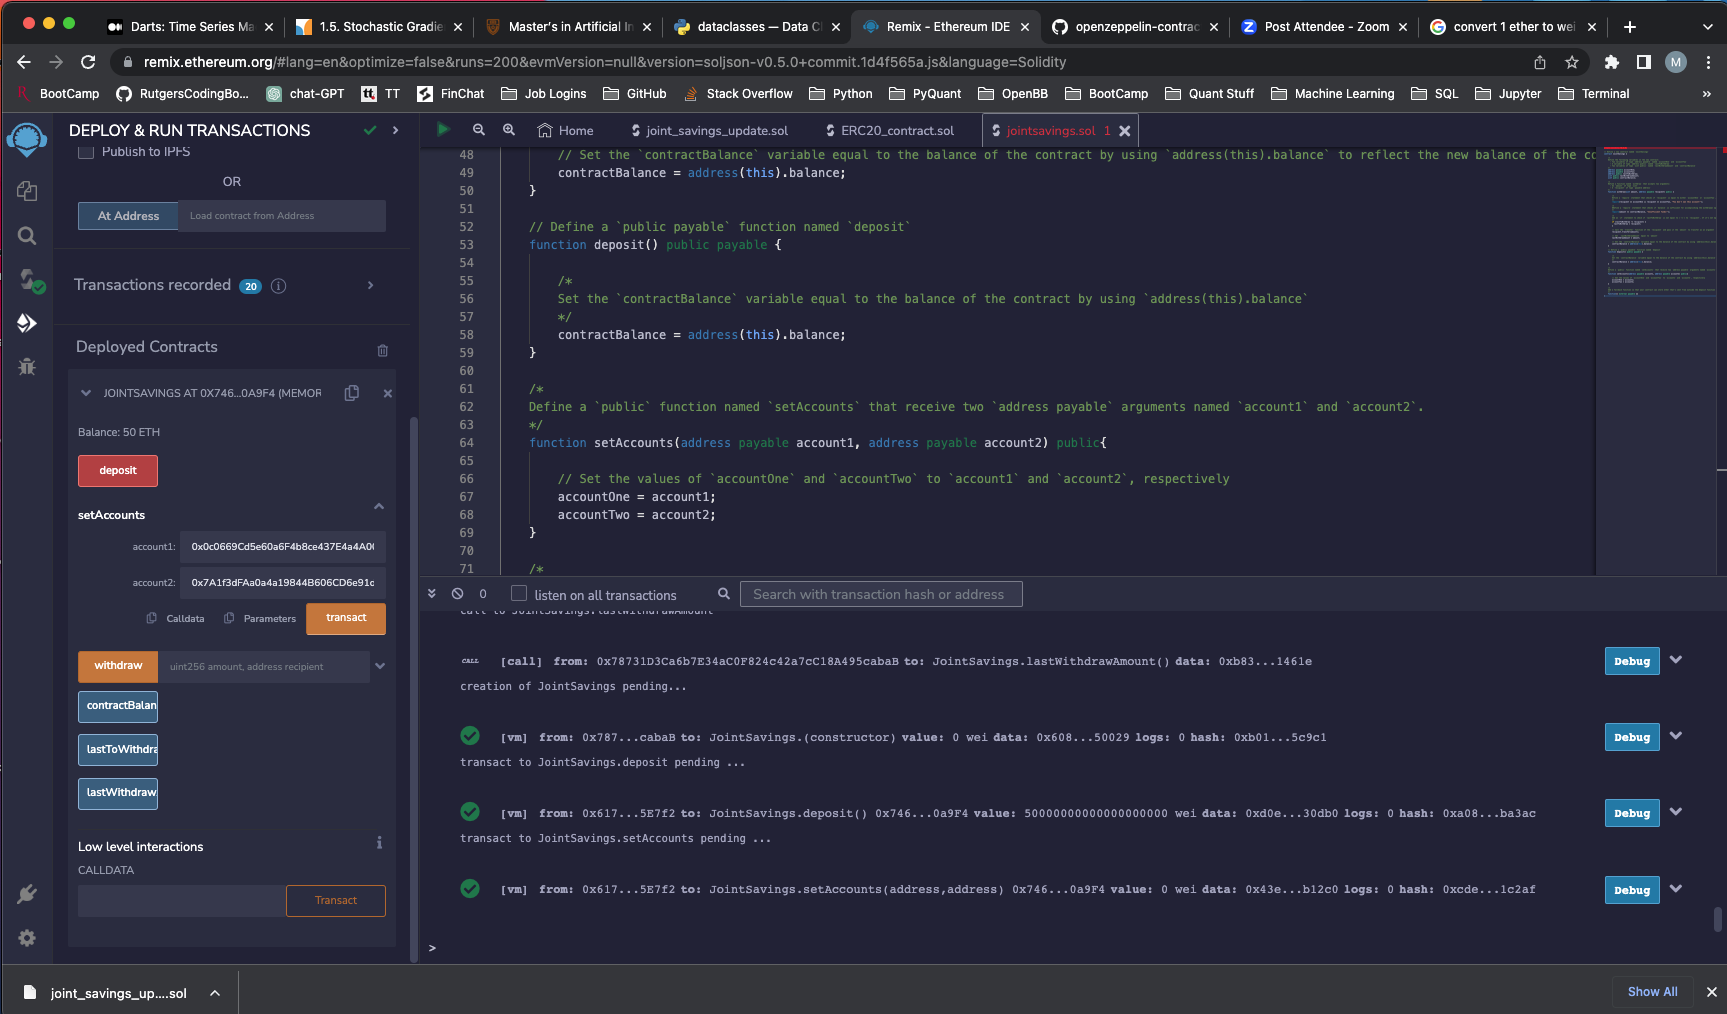 Darts: Time Series Ma
1.5. Stochastic Gradie
Master's in Artificial In
dataclasses — Data Cl
Remix - Ethereum IDE
openzeppelin-contrac
Post Attendee - Zoom
convert 1 ether to wei
remix.ethereum.org/#lang=en&optimize=false&runs=200&evmVersion=null&version=soljson-v0.5.0+commit.1d4f565a.js&language=Solidity
M
BootCamp
RutgersCodingBo...
chat-GPT
tt. TT
FinChat
Job Logins
GitHub
Stack Overflow
Python
PyQuant
OpenBB
BootCamp
Quant Stuff
Machine Learning
SQL
Jupyter
Terminal
»
DEPLOY & RUN TRANSACTIONS
Publish to IPFS
OR
At Address
Load contract from Address
Transactions recorded 20
Deployed Contracts
JOINTSAVINGS AT 0X746...0A9F4 (MEMOR
Balance: 50 ETH
deposit
setAccounts
account1: 0x0c0669Cd5e60a6F4b8ce437E4a4A0
account2: 0x7A1f3dFAa0a4a19844B606CD6e91
Calldata
Parameters
transact
withdraw
uint256 amount, address recipient
contractBalan
lastToWithdra
lastWithdraw
Low level interactions
CALLDATA
Transact
Home
joint_savings_update.sol
ERC20_contract.sol
jointsavings.sol 1
48 // Set the `contractBalance` variable equal to the balance of the contract by using `address(this).balance` to reflect the new balance of the co
49 contractBalance = address(this).balance;
50 }
51
52 // Define a `public payable` function named `deposit`
53 function deposit() public payable {
54
55 /*
56 Set the `contractBalance` variable equal to the balance of the contract by using `address(this).balance`
57 */
58 contractBalance = address(this).balance;
59 }
60
61 /*
62 Define a `public` function named `setAccounts` that receive two `address payable` arguments named `account1` and `account2`.
63 */
64 function setAccounts(address payable account1, address payable account2) public{
65
66 // Set the values of `accountOne` and `accountTwo` to `account1` and `account2`, respectively
67 accountOne = account1;
68 accountTwo = account2;
69 }
70
71 /*
0
listen on all transactions
Search with transaction hash or address
call to JointSavings.lastWithdrawAmount
CALL [call] from: 0x78731D3Ca6b7E34aC0F824c42a7cC18A495cabaB to: JointSavings.lastWithdrawAmount() data: 0xb83...1461e
Debug
creation of JointSavings pending...
[vm] from: 0x787...cabaB to: JointSavings.(constructor) value: 0 wei data: 0x608...50029 logs: 0 hash: 0xb01...5c9c1
Debug
transact to JointSavings.deposit pending ...
[vm] from: 0x617...5E7f2 to: JointSavings.deposit() 0x746...0a9F4 value: 50000000000000000000 wei data: 0xd0e...30db0 logs: 0 hash: 0xa08...ba3ac
Debug
transact to JointSavings.setAccounts pending ...
[vm] from: 0x617...5E7f2 to: JointSavings.setAccounts(address,address) 0x746...0a9F4 value: 0 wei data: 0x43e...b12c0 logs: 0 hash: 0xcde...1c2af
Debug
>
joint_savings_up....sol
Show All